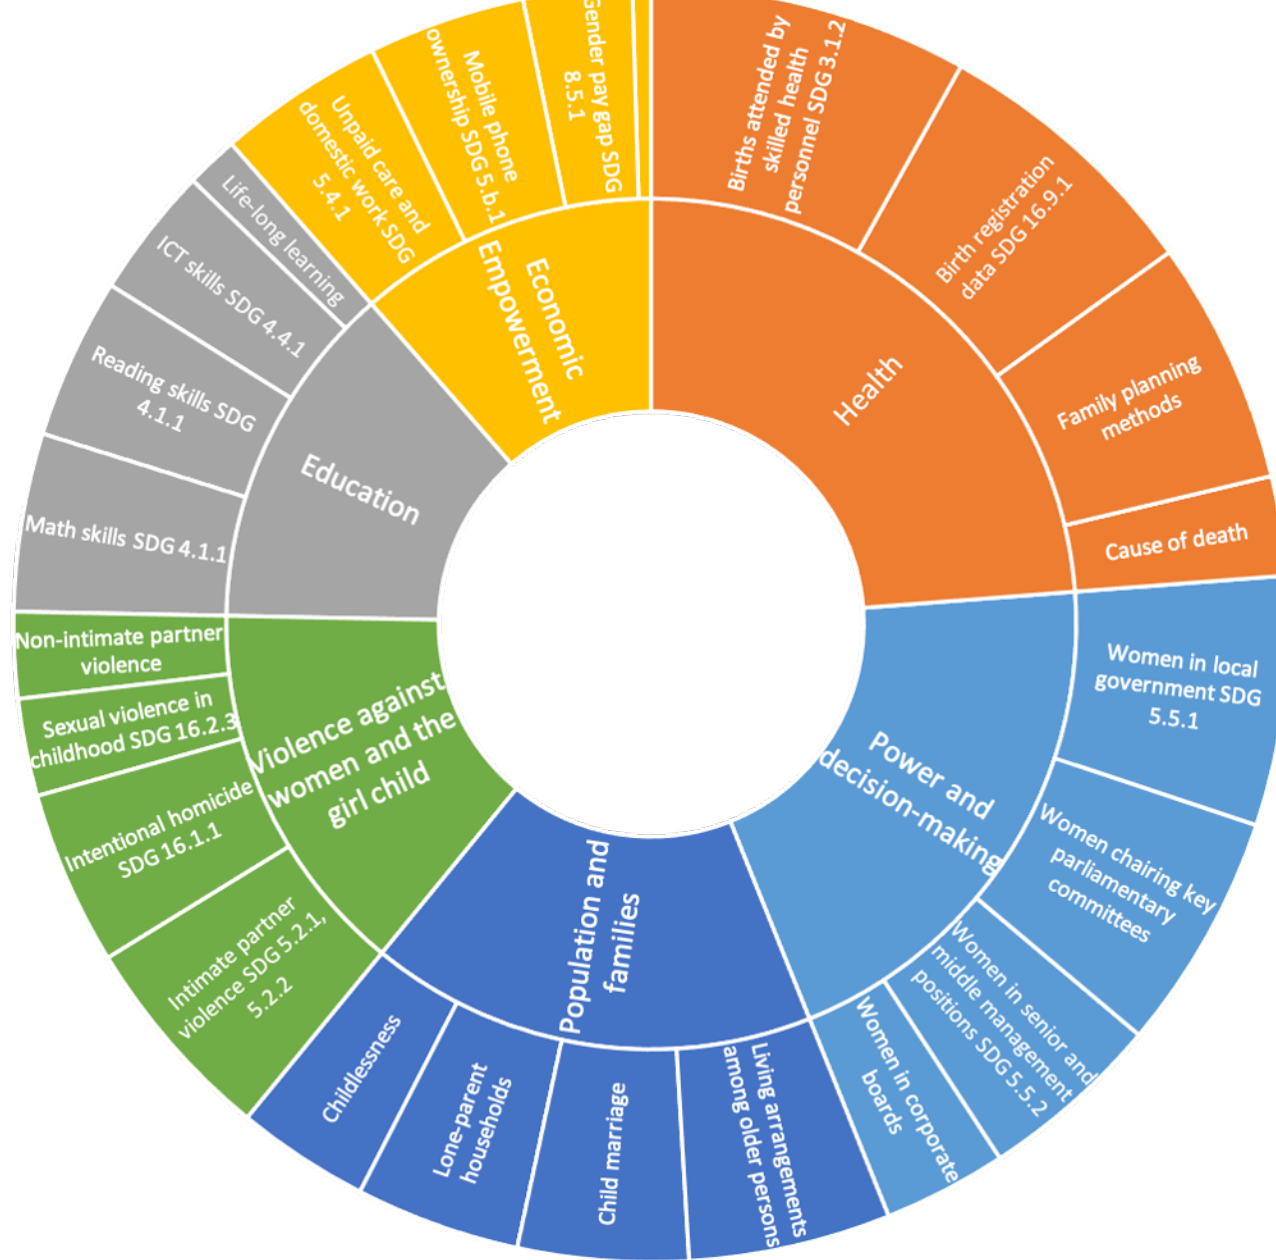 Births attended by
skilled health
personnel SDG 3.1.2
Birth registration
data SDG 16.9.1
Family planning
methods
Cause of death
Health
Women in local
government SDG
5.5.1
Women chairing key
parliamentary
committees
Women in senior and
middle management
positions SDG 5.5.2
Women in corporate
boards
Power and
decision-making
Living arrangements
among older persons
Child marriage
Lone-parent
households
Childlessness
Population and
families
Intimate partner
violence SDG 5.2.1,
5.2.2
Intentional homicide
SDG 16.1.1
Sexual violence in
childhood SDG 16.2.3
Non-intimate partner
violence
Violence against
women and the
girl child
Math skills SDG 4.1.1
Reading skills SDG
4.1.1
ICT skills SDG 4.4.1
Life-long learning
Education
Unpaid care and
domestic work SDG
5.4.1
Mobile phone
ownership SDG 5.b.1
Gender pay gap SDG
8.5.1
Economic
Empowerment